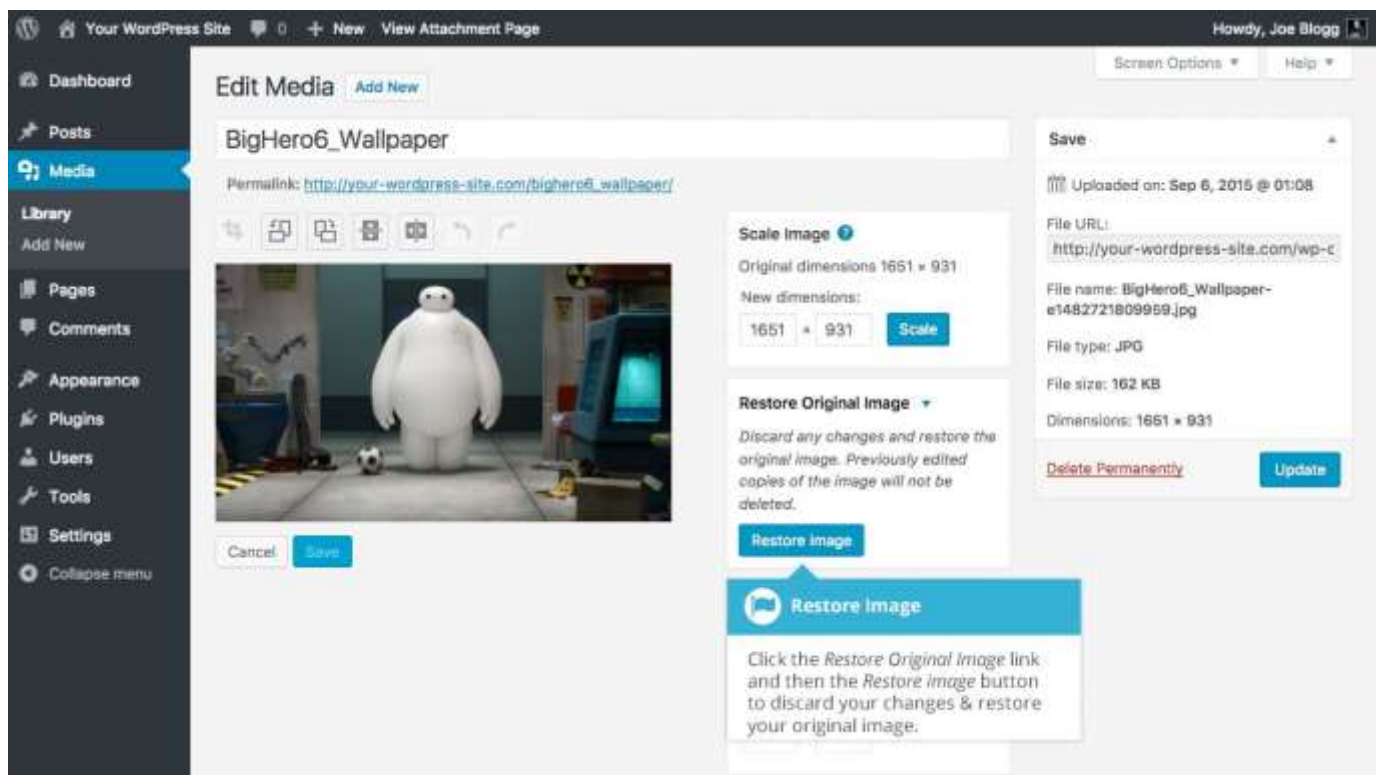 Your WordPress Site 0 + New View Attachment Page Howdy, Joe Blogg
Screen Options Help
Dashboard
Posts
Media
Library
Add New
Pages
Comments
Appearance
Plugins
Users
Tools
Settings
Collapse menu
Edit Media Add New
BigHero6_Wallpaper
Permalink: http://your-wordpress-site.com/bighero6_wallpaper/
Cancel Save
Scale Image ?
Original dimensions 1651 × 931
New dimensions:
1651 × 931 Scale
Restore Original Image
Discard any changes and restore the
original image. Previously edited
copies of the image will not be
deleted.
Restore image
Restore Image
Click the Restore Original Image link
and then the Restore image button
to discard your changes & restore
your original image.
Save
Uploaded on: Sep 6, 2015 @ 01:08
File URL:
http://your-wordpress-site.com/wp-c
File name: BigHero6_Wallpaper-
e1482721809959.jpg
File type: JPG
File size: 162 KB
Dimensions: 1651 × 931
Delete Permanently Update